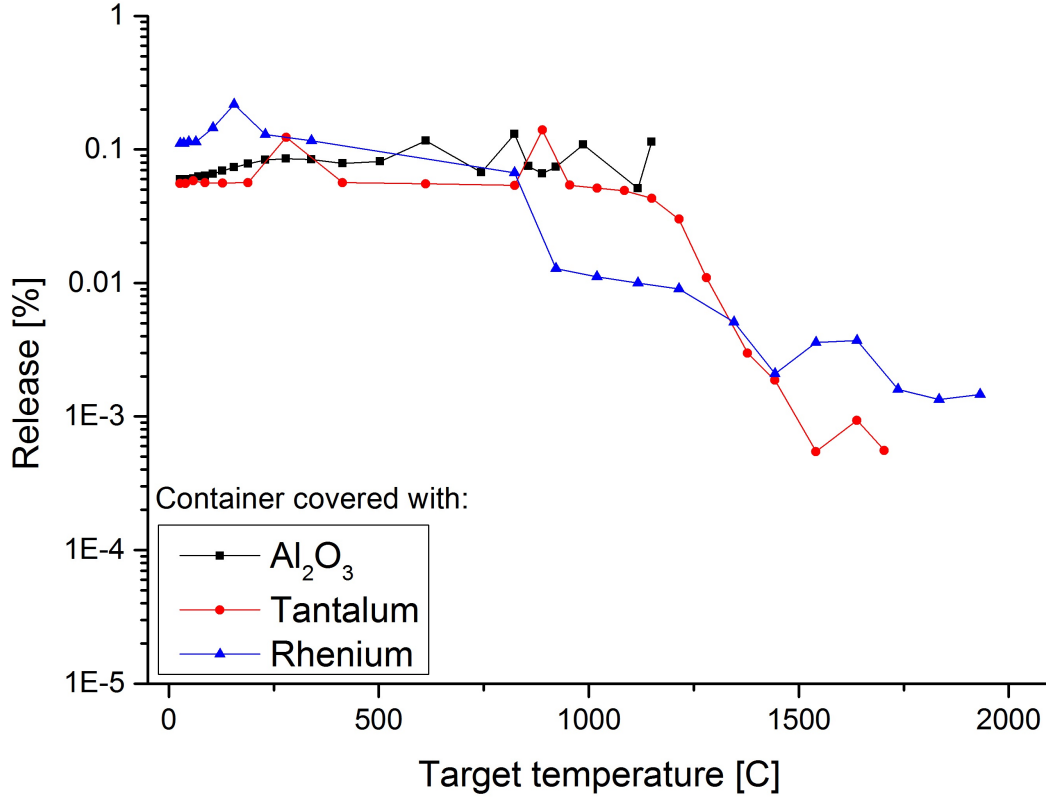 1
0.1
0.01
1E-3
1E-4
1E-5
Release [%]
Container covered with:
Al₂O₃
Tantalum
Rhenium
0 500 1000 1500 2000
Target temperature [C]